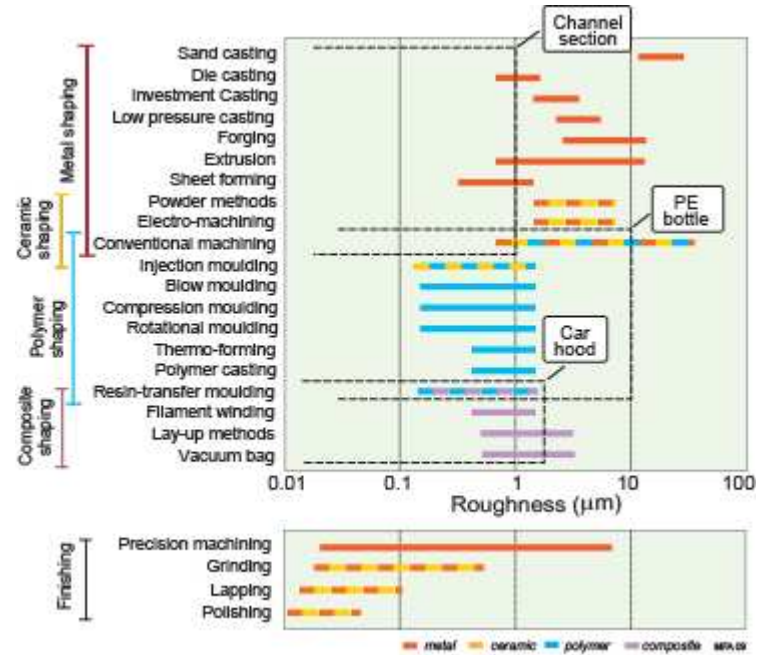 Channel
section
Sand casting
Die casting
Investment Casting
Low pressure casting
Forging
Extrusion
Sheet forming
Powder methods
Electro-machining
Conventional machining
Injection moulding
Blow moulding
Compression moulding
Rotational moulding
Thermo-forming
Polymer casting
Resin-transfer moulding
Filament winding
Lay-up methods
Vacuum bag
Metal shaping
Ceramic
shaping
Polymer
shaping
Composite
shaping
PE
bottle
Car
hood
0.01
0.1
1
10
100
Roughness (μm)
Finishing
Precision machining
Grinding
Lapping
Polishing
metal
ceramic
polymer
composite